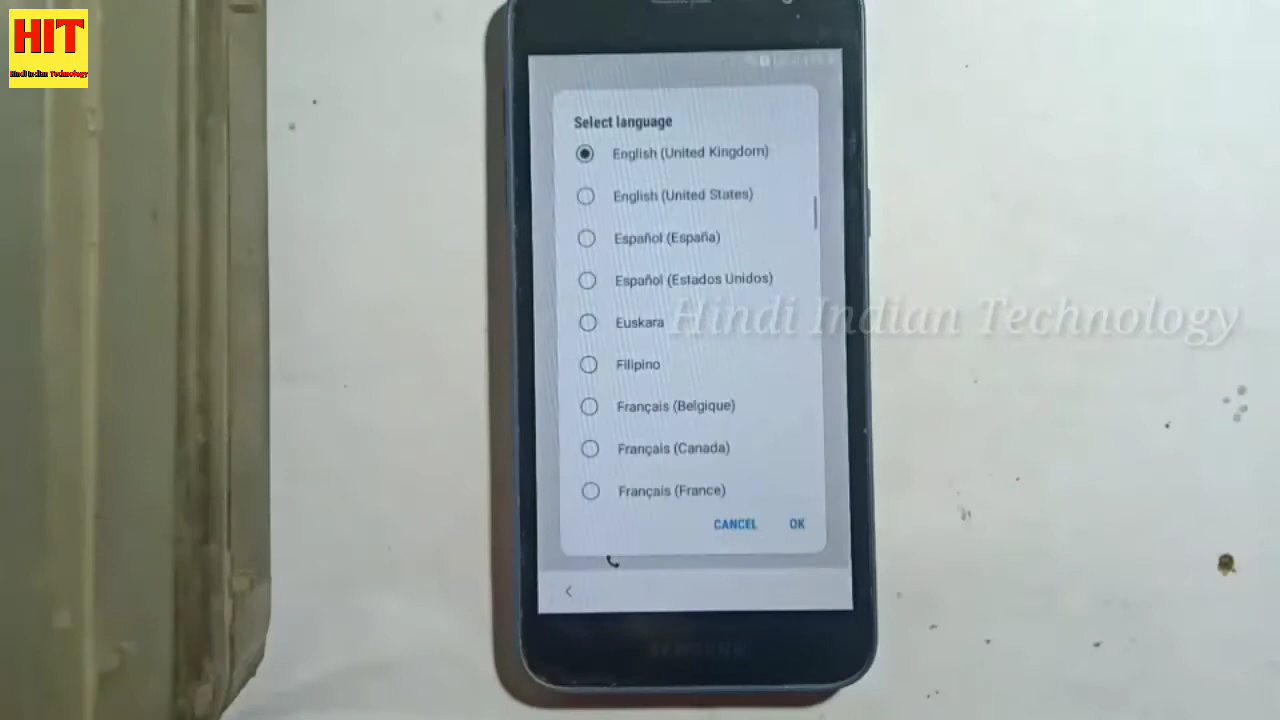 HIT
Hindi Indian Technology
Select language
English (United Kingdom)
English (United States)
Español (España)
Español (Estados Unidos)
Hindi Indian Technology
Euskara
Filipino
Français (Belgique)
Français (Canada)
Français (France)
CANCEL OK
SAMSUNG